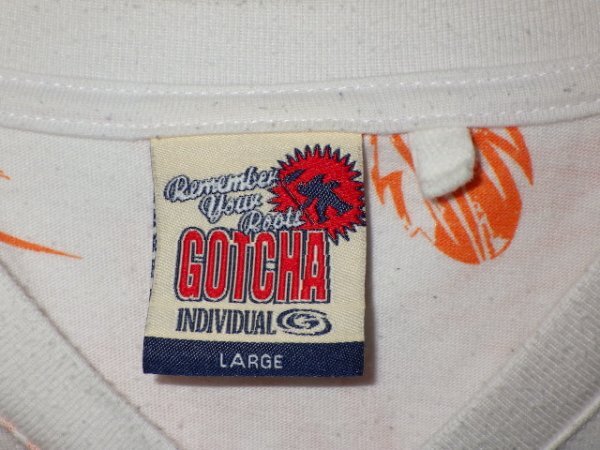 Remember
Your
Roots
GOTCHA
INDIVIDUAL G
LARGE